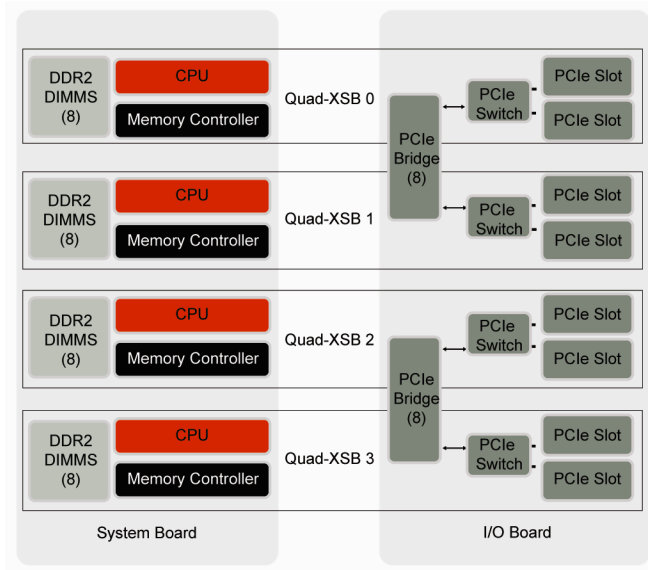 DDR2
DIMMS
(8)
CPU
Memory Controller
Quad-XSB 0
PCIe
Bridge
(8)
PCIe
Switch
PCIe Slot
PCIe Slot
DDR2
DIMMS
(8)
CPU
Memory Controller
Quad-XSB 1
PCIe
Switch
PCIe Slot
PCIe Slot
DDR2
DIMMS
(8)
CPU
Memory Controller
Quad-XSB 2
PCIe
Bridge
(8)
PCIe
Switch
PCIe Slot
PCIe Slot
DDR2
DIMMS
(8)
CPU
Memory Controller
Quad-XSB 3
PCIe
Switch
PCIe Slot
PCIe Slot
System Board
I/O Board